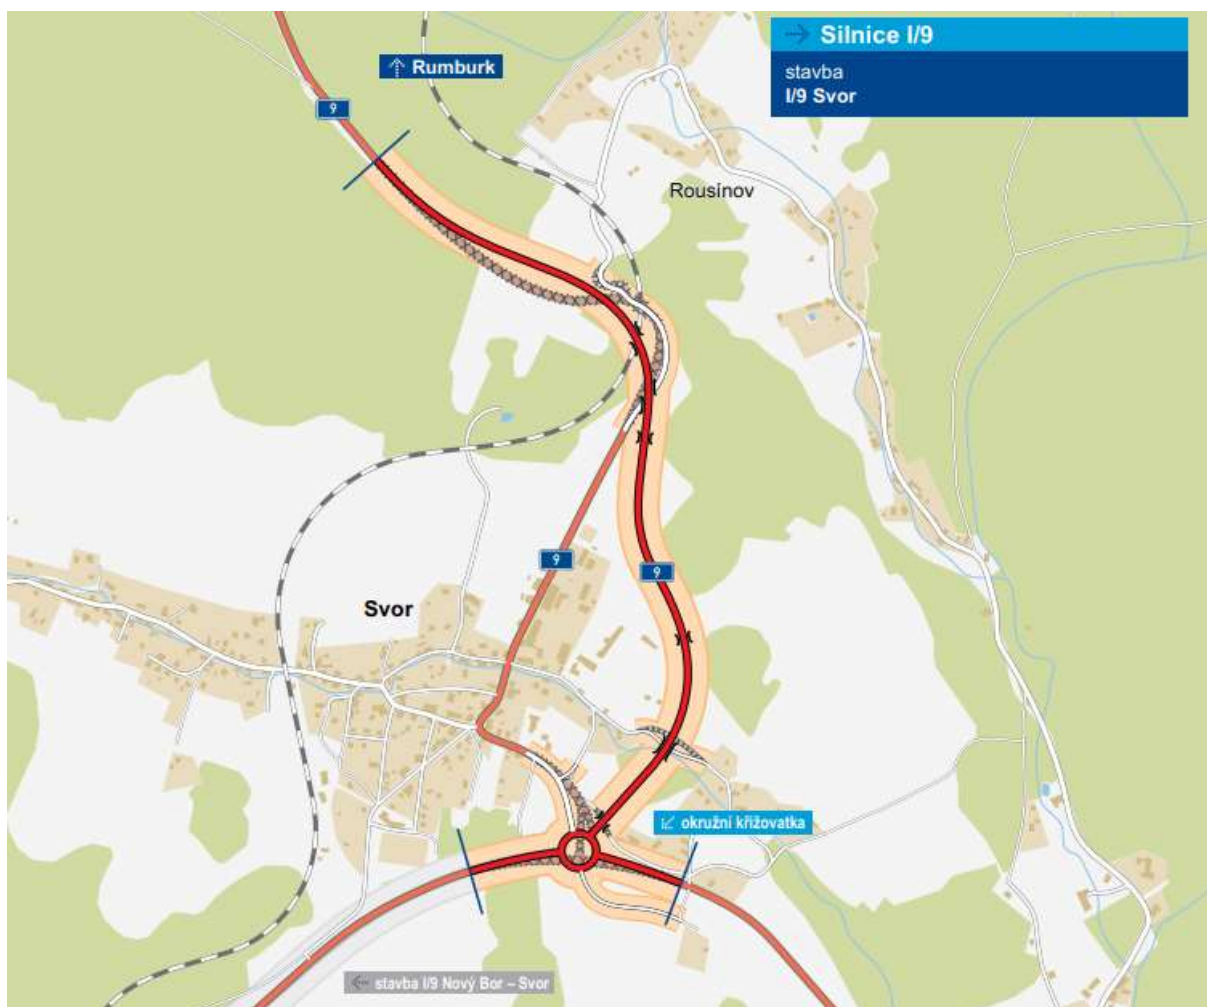 Silnice I/9
stavba
I/9 Svor
Rumburk
9
Rousínov
9
9
Svor
okružní křižovatka
stavba I/9 Nový Bor – Svor